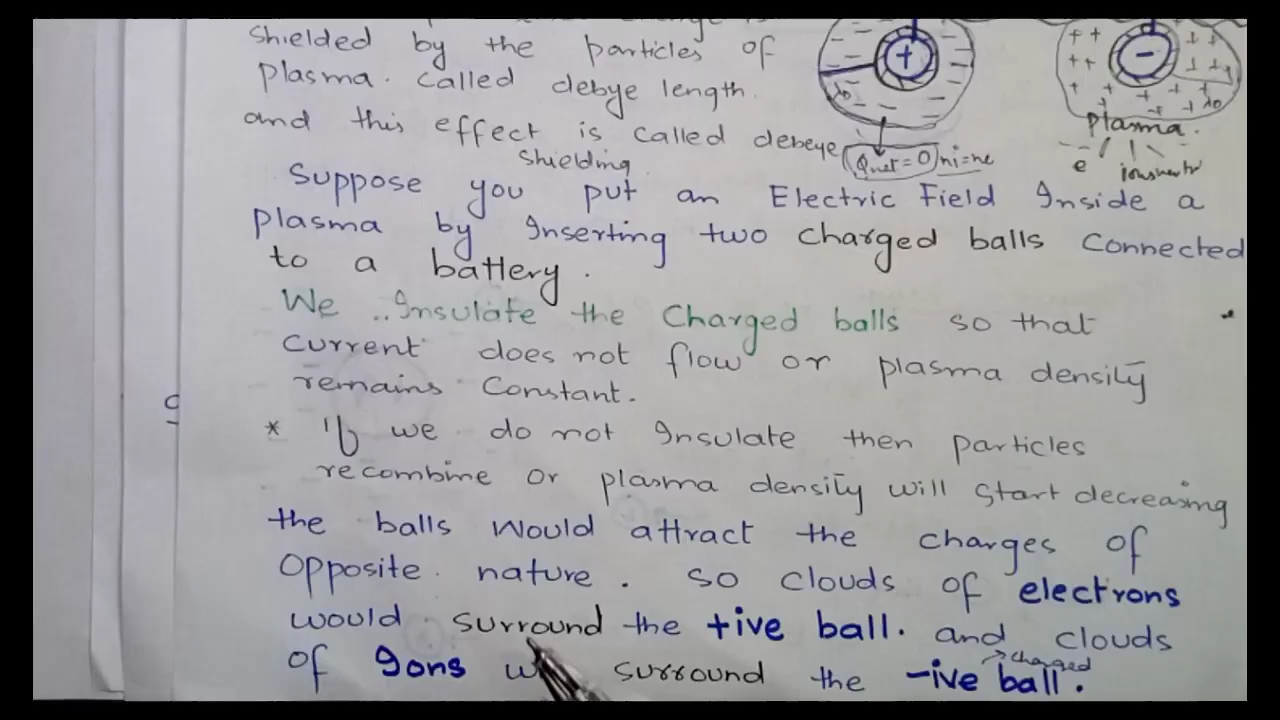 shielded by the particles of
plasma. called debye length.
and this effect is called debeye
shielding
Qnet = 0 ni=ne
plasma.
e
+
-
λD
λD
Suppose you put an Electric Field Inside a
plasma by Inserting two charged balls connected
to a battery.
We Insulate the Charged balls so that
current does not flow or plasma density
remains Constant.
* If we do not Insulate then particles
recombine or plasma density will start decreasing
the balls would attract the charges of
opposite nature. so clouds of electrons
would surround the +ive ball. and clouds
→ charged
of Ions surround the -ive ball.